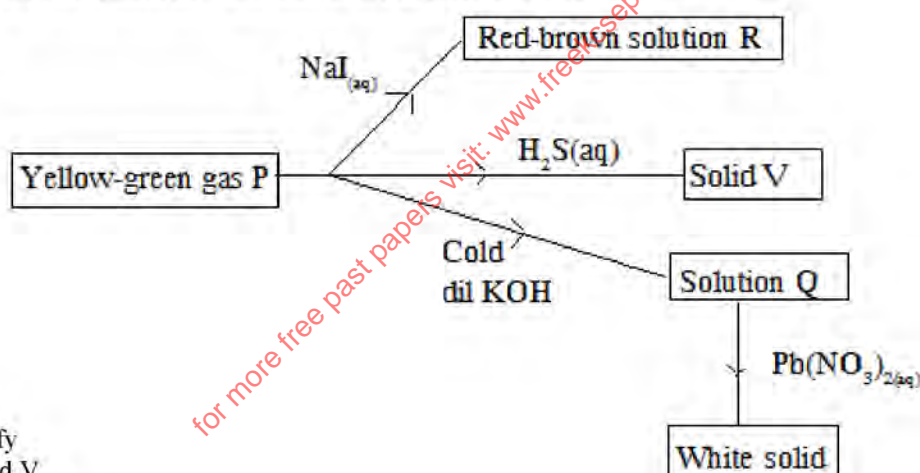 Red-brown solution R
NaI(aq)
H₂S(aq)
Yellow-green gas P
Solid V
Cold
dil KOH
Solution Q
Pb(NO₃)₂(aq)
White solid
for more free past papers visit: www.freekcsep